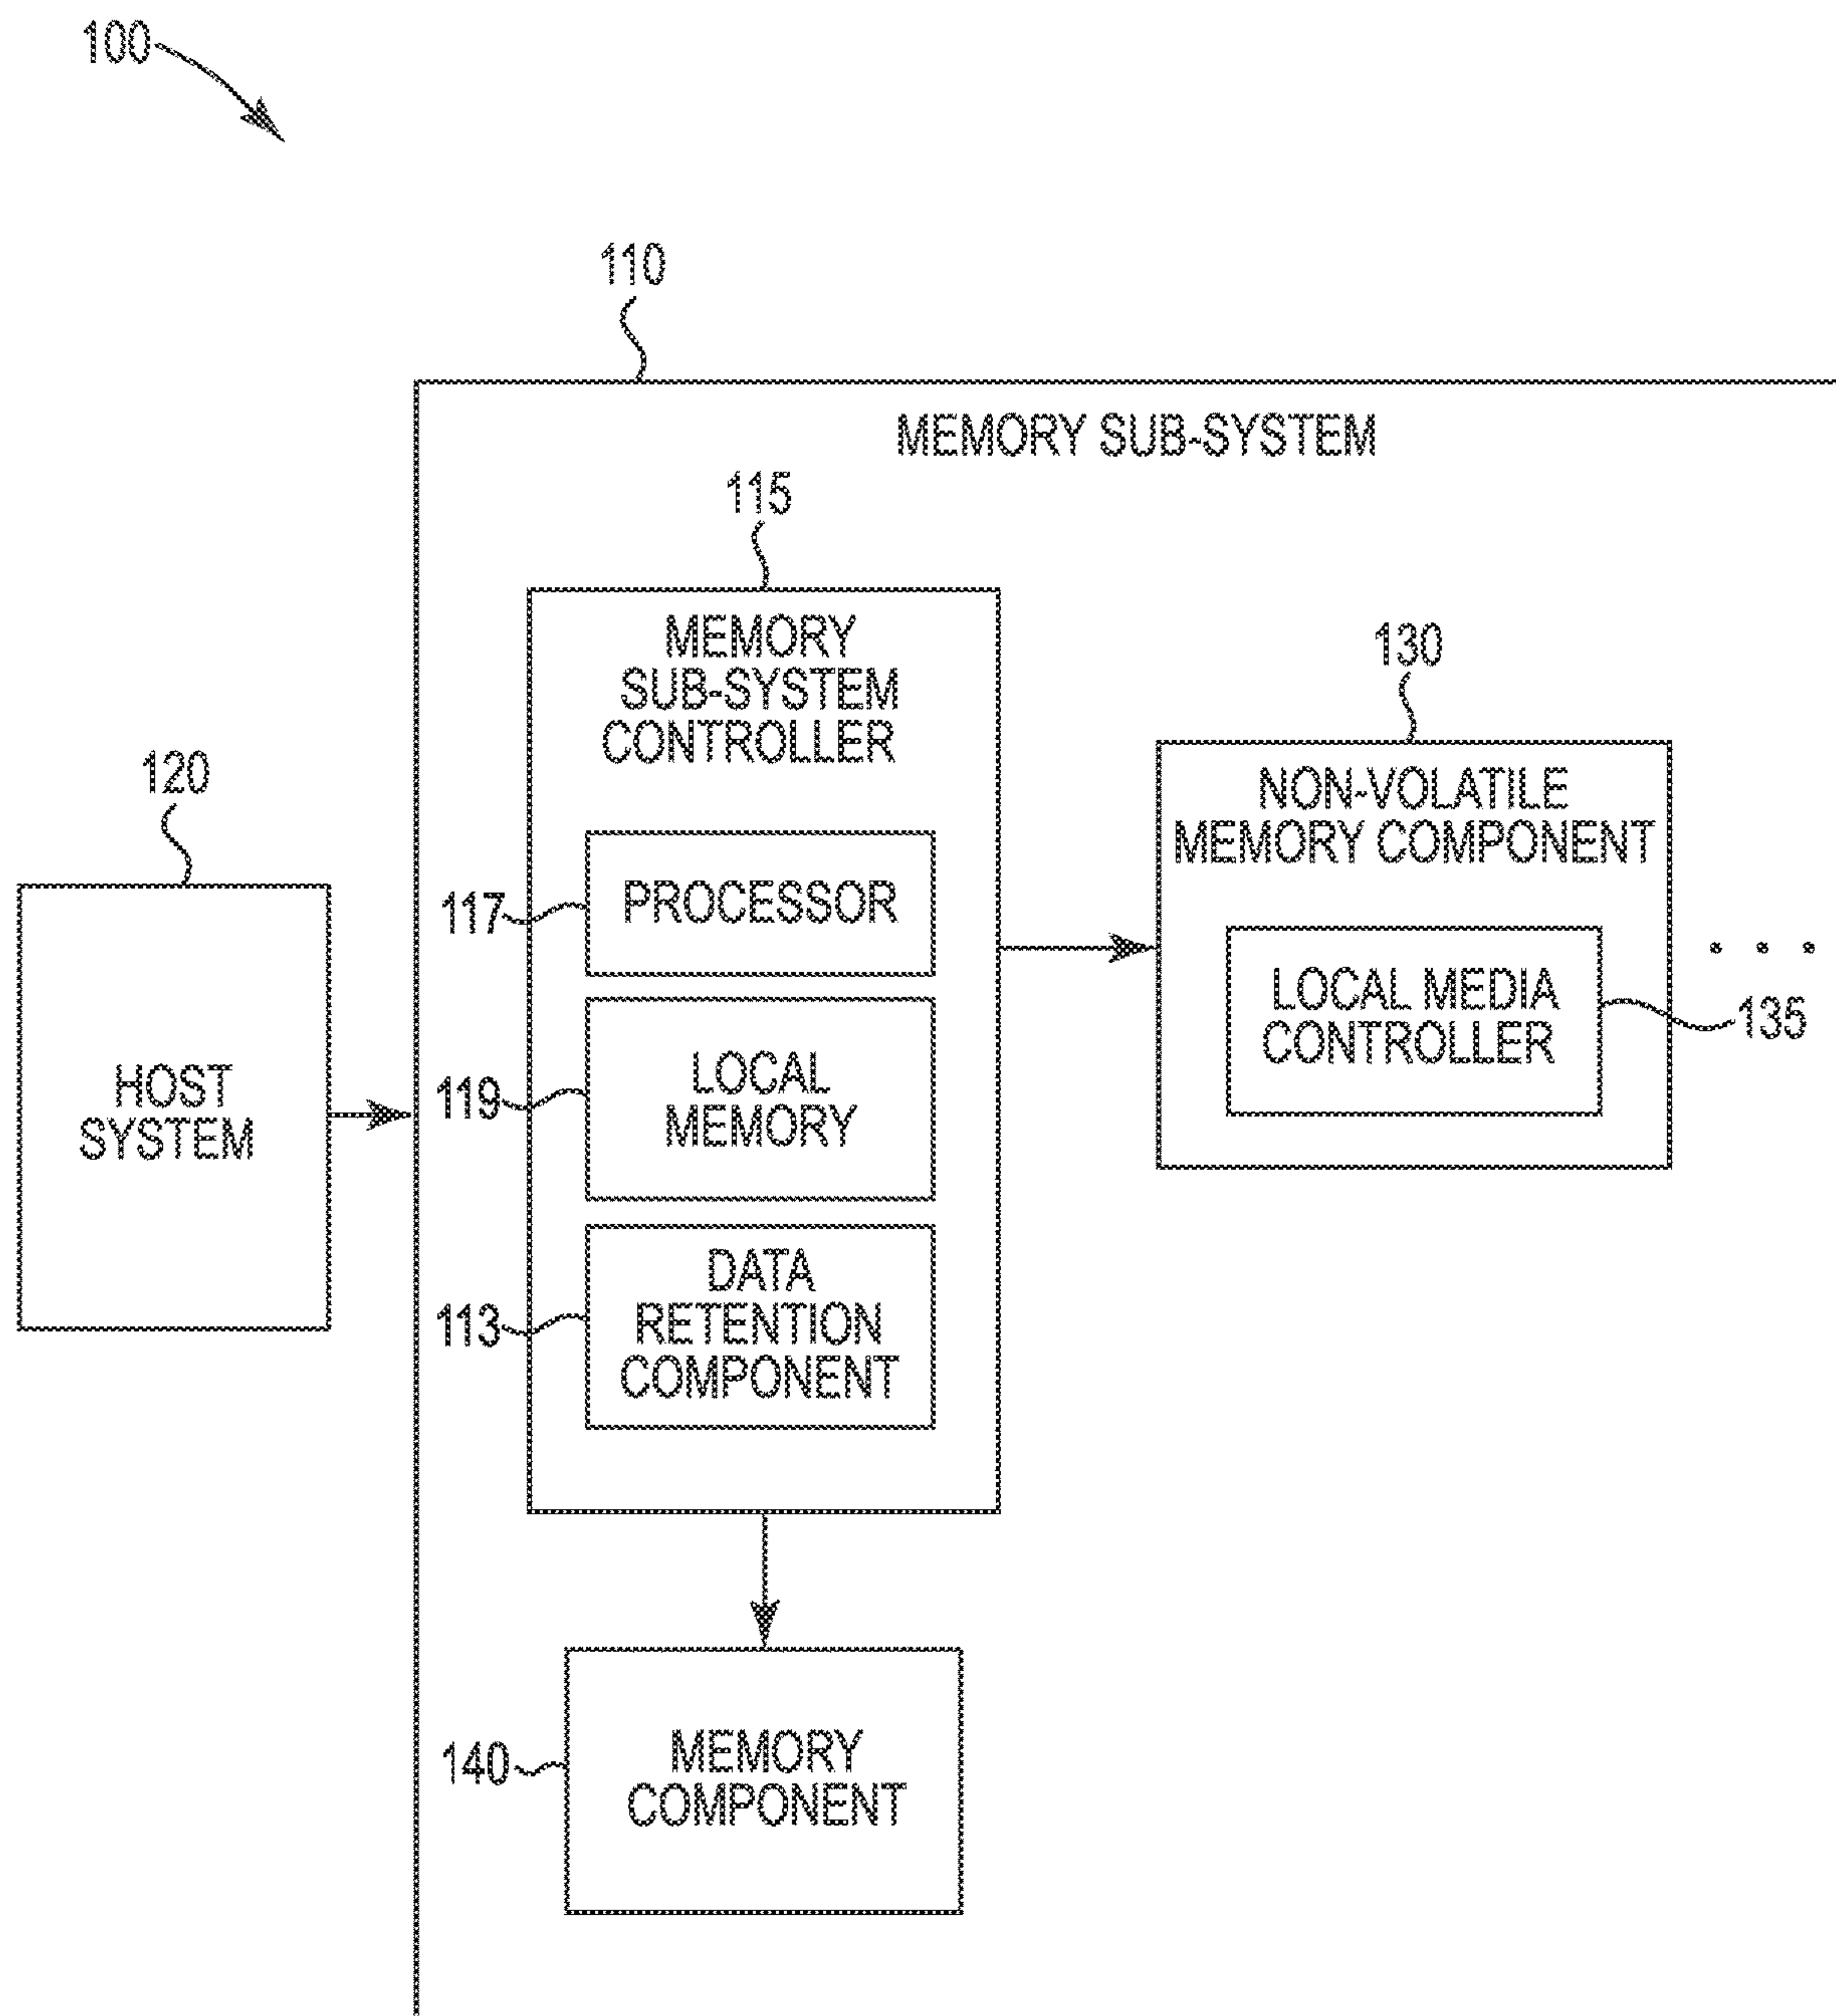 100
110
MEMORY SUB-SYSTEM
115
MEMORY
SUB-SYSTEM
CONTROLLER
130
NON-VOLATILE
MEMORY COMPONENT
120
117
PROCESSOR
. . .
LOCAL MEDIA
CONTROLLER
135
HOST
SYSTEM
119
LOCAL
MEMORY
113
DATA
RETENTION
COMPONENT
140
MEMORY
COMPONENT